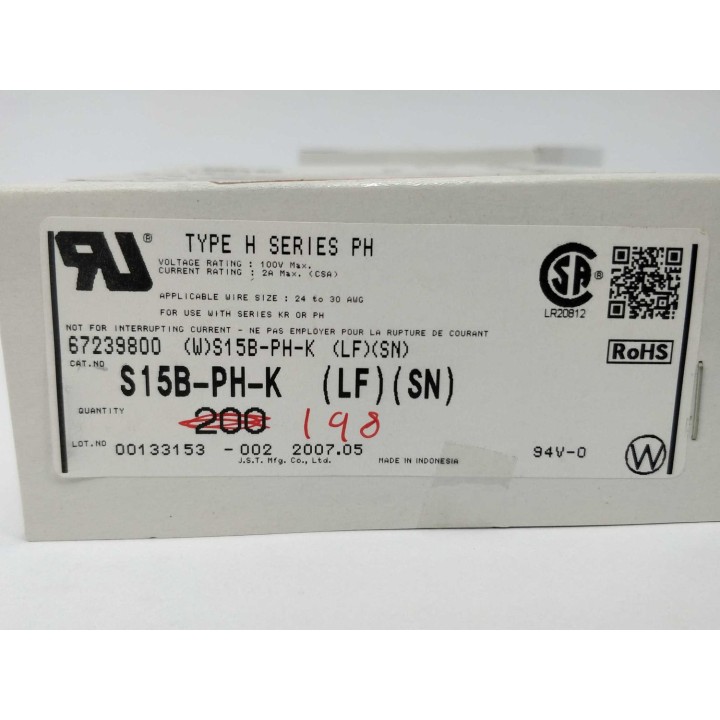 TYPE H SERIES PH
VOLTAGE RATING : 100V Max.
CURRENT RATING : 2A Max. (CSA)
APPLICABLE WIRE SIZE : 24 to 30 AWG
FOR USE WITH SERIES KR OR PH
NOT FOR INTERRUPTING CURRENT - NE PAS EMPLOYER POUR LA RUPTURE DE COURANT
RU ®
SA ®
LR20812
67239800 (W)S15B-PH-K (LF)(SN)
RoHS
CAT.NO S15B-PH-K (LF)(SN)
QUANTITY 200 198
LOT.NO 00133153 -002 2007.05
94V-0
W
J.S.T. Mfg. Co., Ltd. MADE IN INDONESIA